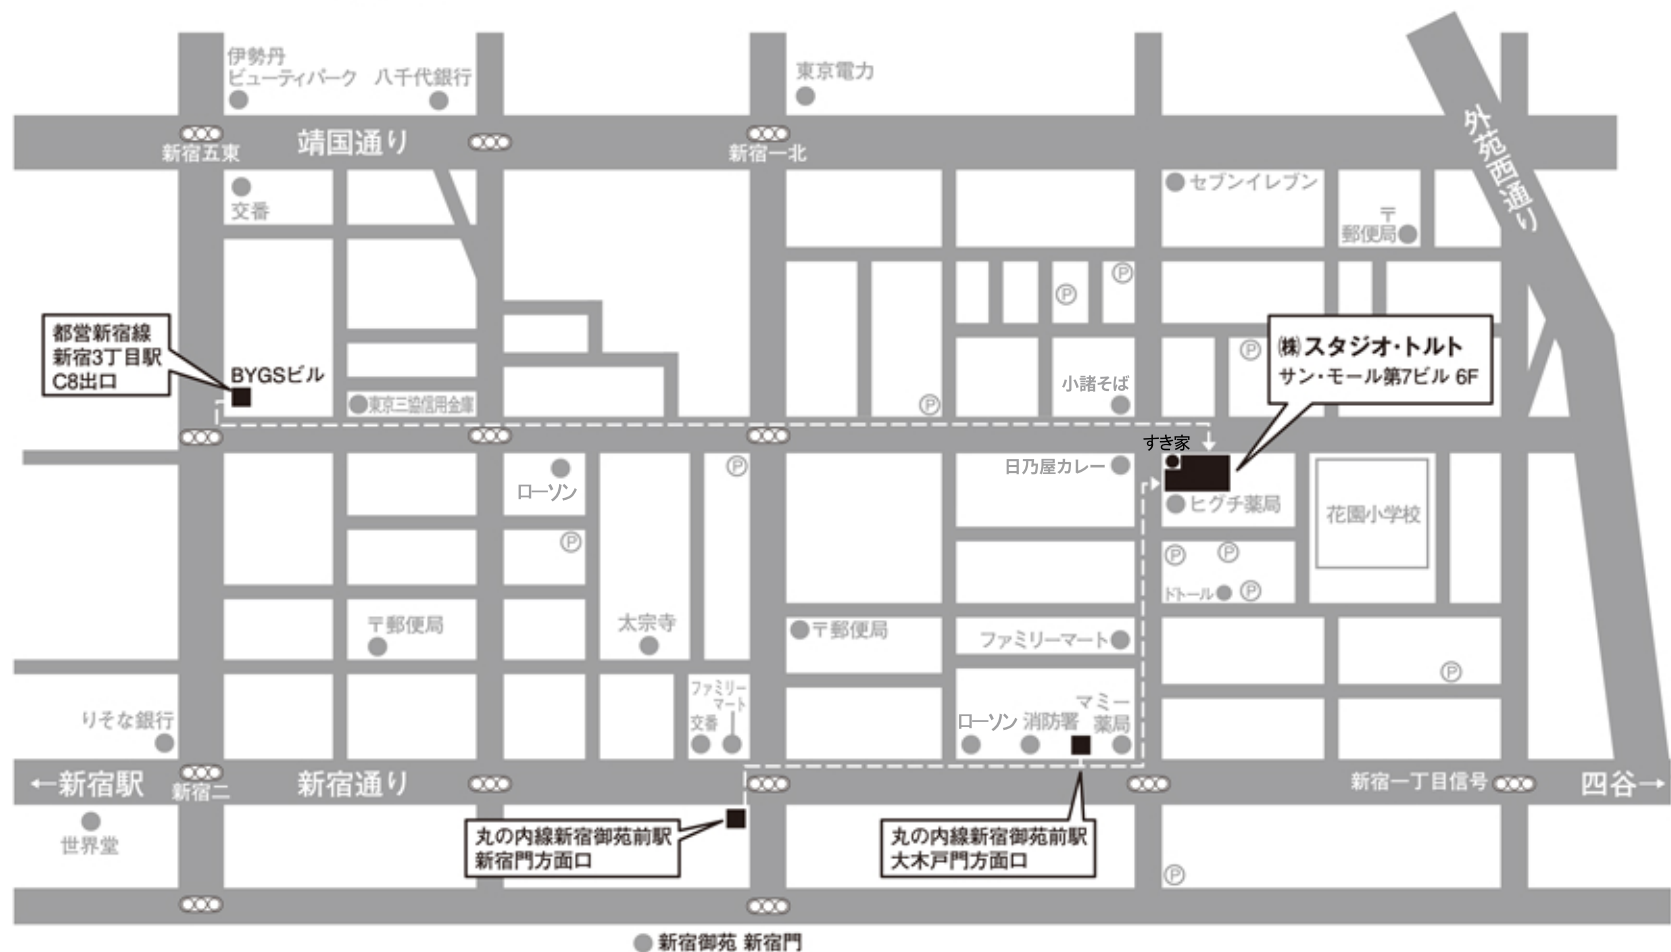 伊勢丹
ビューティパーク
八千代銀行
東京電力
靖国通り
新宿五東
新宿一北
外苑西通り
交番
セブンイレブン
〒
郵便局
都営新宿線
新宿3丁目駅
C8出口
BYGSビル
東京三協信用金庫
P
P
P
P
小諸そば
㈱スタジオ・トルト
サン・モール第7ビル 6F
すき家
日乃屋カレー
ヒグチ薬局
花園小学校
ローソン
P
P
P
P
P
ドトール
太宗寺
〒郵便局
〒郵便局
ファミリーマート
P
ファミリー
マート
交番
りそな銀行
ローソン
消防署
マミー
薬局
←新宿駅
新宿二
新宿通り
新宿一丁目信号
四谷→
世界堂
丸の内線新宿御苑前駅
新宿門方面口
丸の内線新宿御苑前駅
大木戸門方面口
P
新宿御苑 新宿門